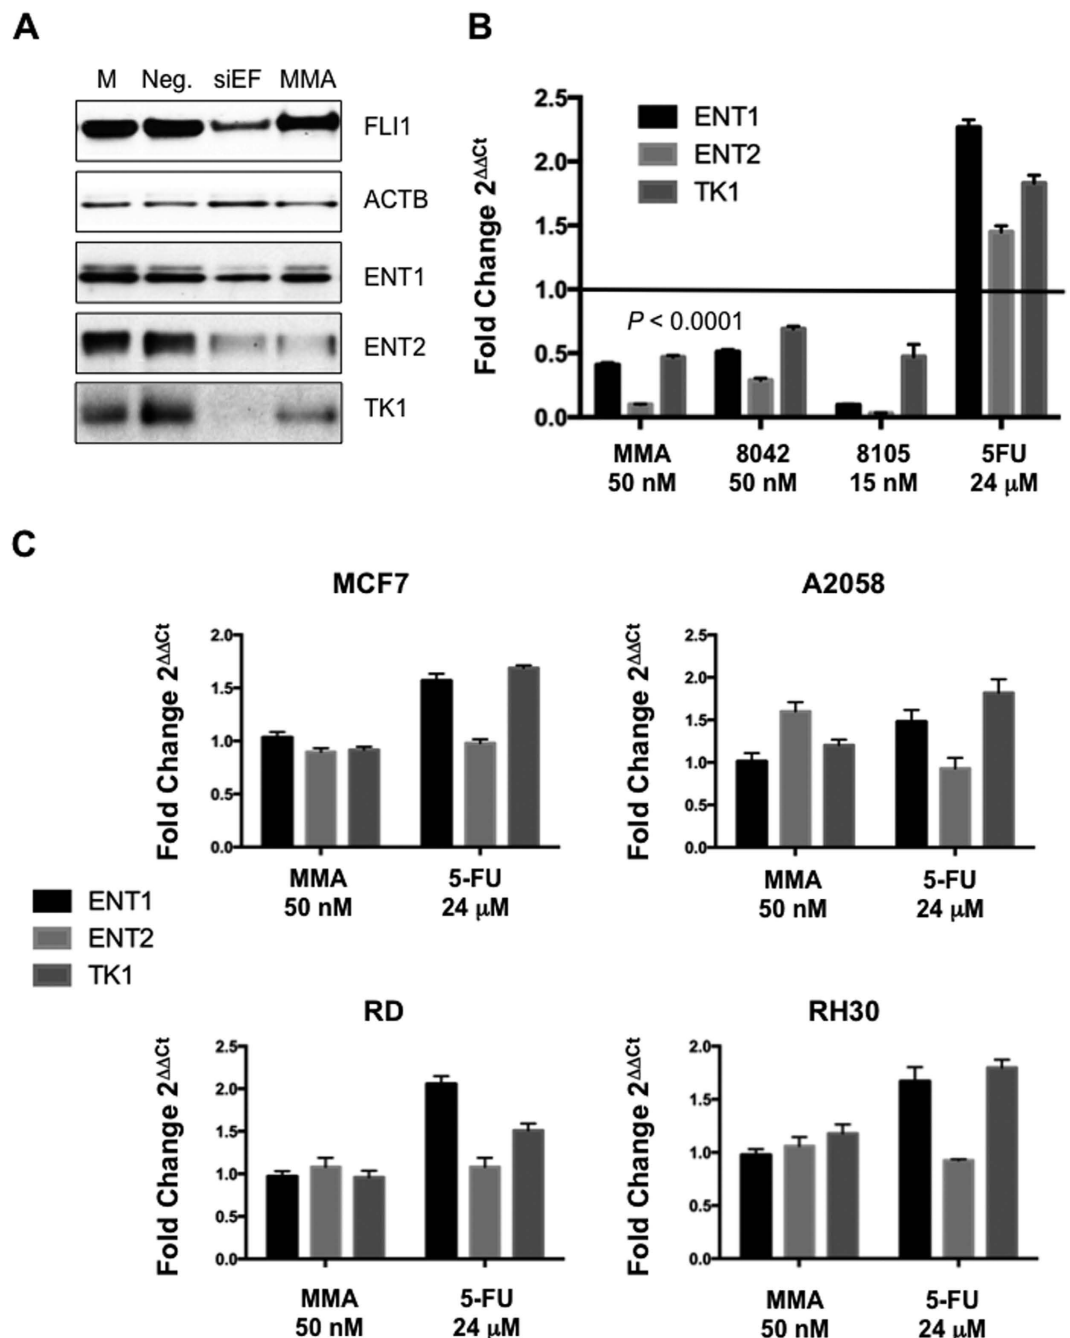 A
M Neg. siEF MMA
FLI1
ACTB
ENT1
ENT2
TK1
B
Fold Change 2ΔΔCt
2.5
2.0
1.5
1.0
0.5
0.0
ENT1
ENT2
TK1
P < 0.0001
MMA 8042 8105 5FU
50 nM 50 nM 15 nM 24 μM
C
ENT1
ENT2
TK1
MCF7
Fold Change 2ΔΔCt
2.0
1.5
1.0
0.5
0.0
MMA 5-FU
50 nM 24 μM
A2058
Fold Change 2ΔΔCt
2.5
2.0
1.5
1.0
0.5
0.0
MMA 5-FU
50 nM 24 μM
RD
Fold Change 2ΔΔCt
2.5
2.0
1.5
1.0
0.5
0.0
MMA 5-FU
50 nM 24 μM
RH30
Fold Change 2ΔΔCt
2.0
1.5
1.0
0.5
0.0
MMA 5-FU
50 nM 24 μM